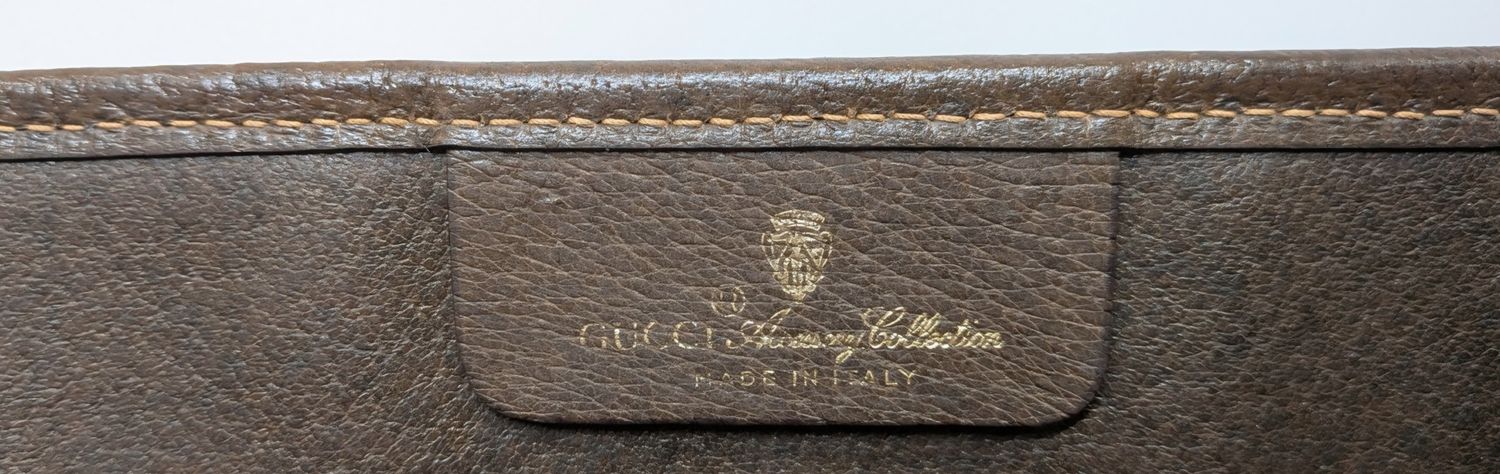 GUCCI Accessory Collection
MADE IN ITALY